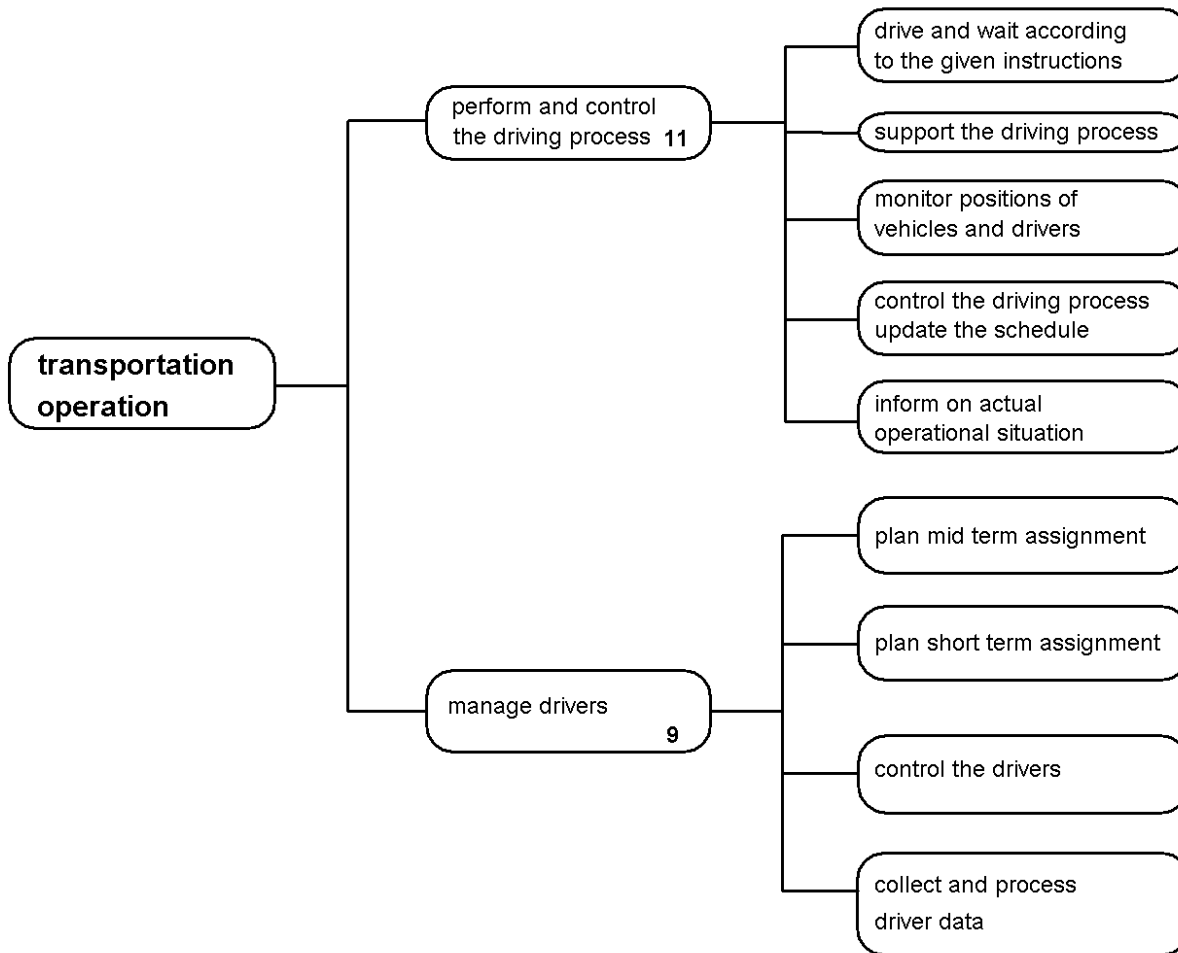 transportation
operation
perform and control
the driving process 11
drive and wait according
to the given instructions
support the driving process
monitor positions of
vehicles and drivers
control the driving process
update the schedule
inform on actual
operational situation
manage drivers
9
plan mid term assignment
plan short term assignment
control the drivers
collect and process
driver data